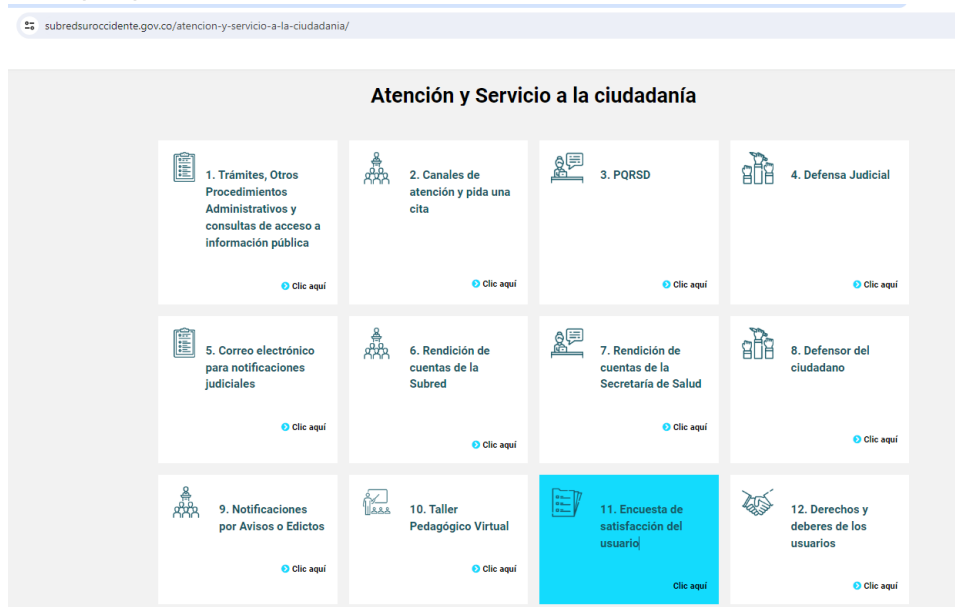 subredsuroccidente.gov.co/atencion-y-servicio-a-la-ciudadania/
Atención y Servicio a la ciudadanía
1. Trámites, Otros
Procedimientos
Administrativos y
consultas de acceso a
información pública
Clic aquí
2. Canales de
atención y pida una
cita
Clic aquí
3. PQRSD
Clic aquí
4. Defensa Judicial
Clic aquí
5. Correo electrónico
para notificaciones
judiciales
Clic aquí
6. Rendición de
cuentas de la
Subred
Clic aquí
7. Rendición de
cuentas de la
Secretaría de Salud
Clic aquí
8. Defensor del
ciudadano
Clic aquí
9. Notificaciones
por Avisos o Edictos
Clic aquí
10. Taller
Pedagógico Virtual
Clic aquí
11. Encuesta de
satisfacción del
usuario
Clic aquí
12. Derechos y
deberes de los
usuarios
Clic aquí